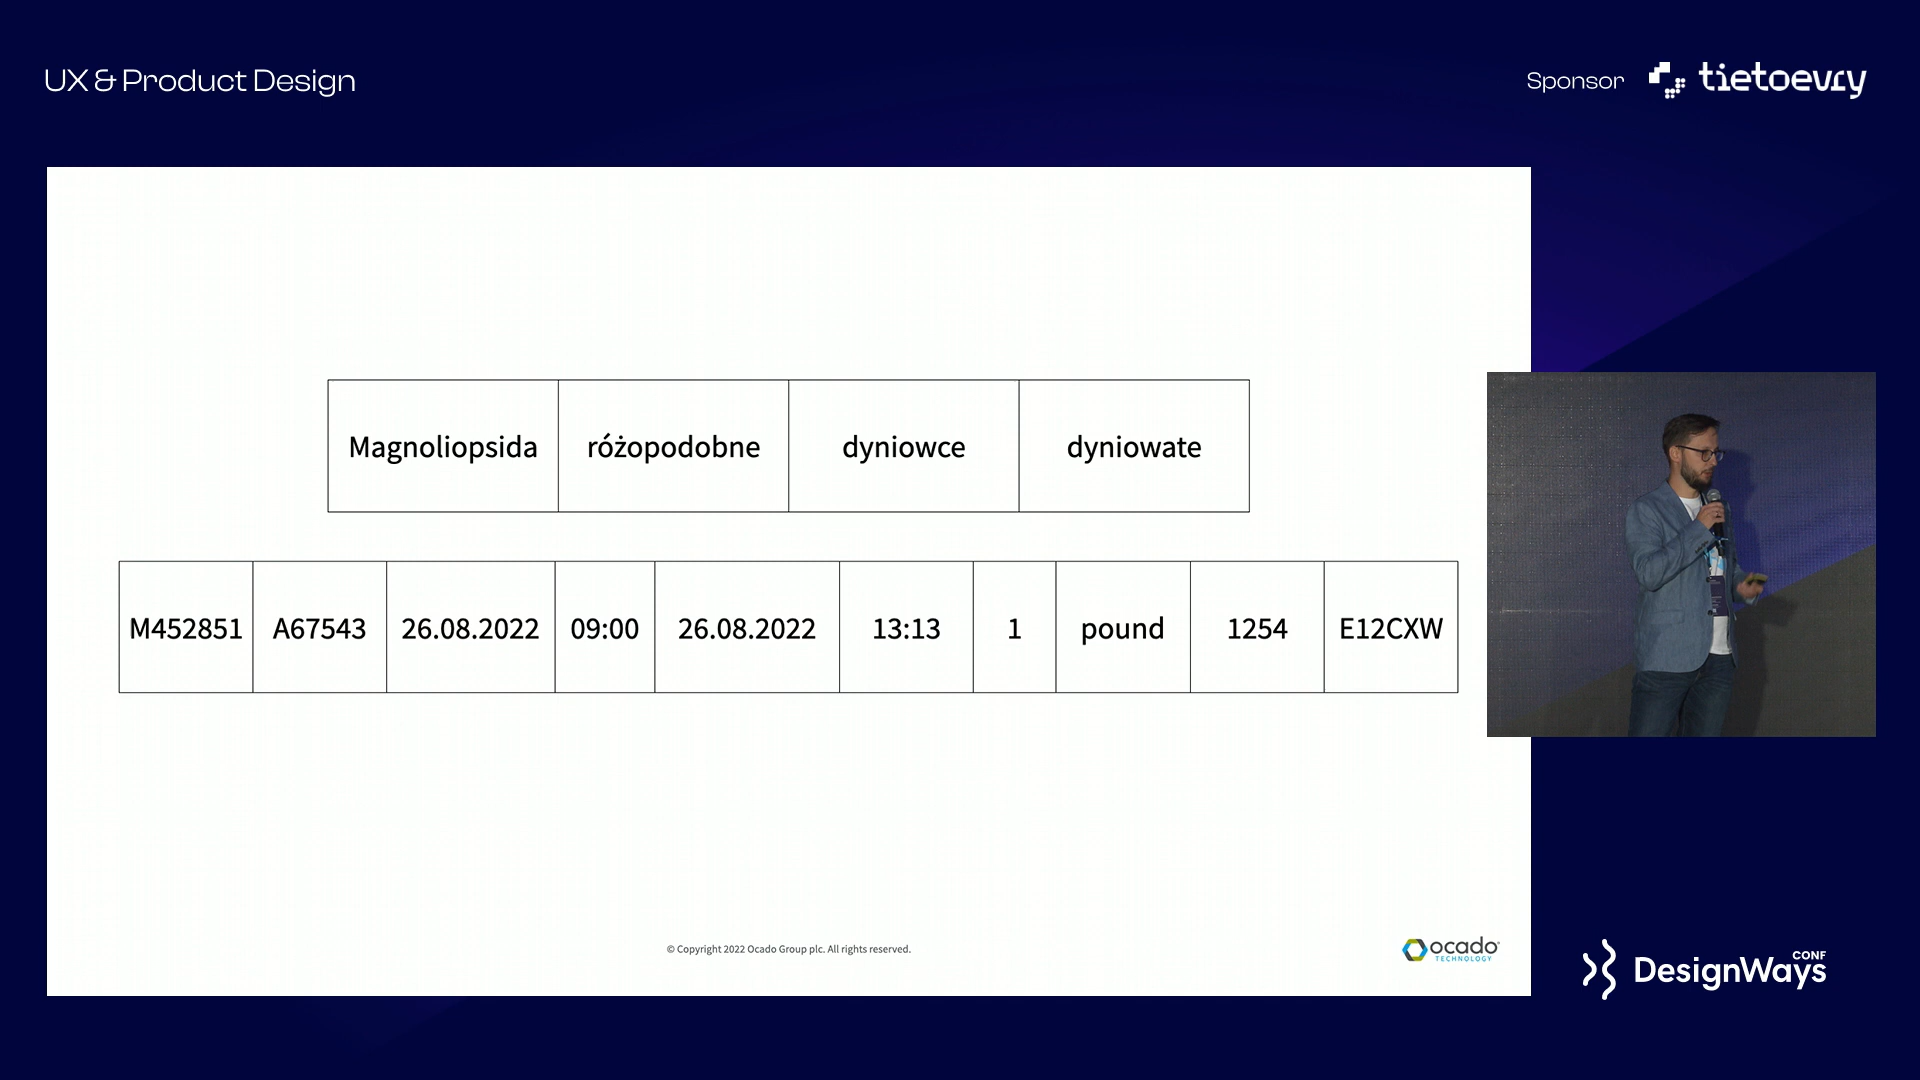 UX & Product Design
Sponsor tietoevry
Magnoliopsida różopodobne dyniowce dyniowate
M452851 A67543 26.08.2022 09:00 26.08.2022 13:13 1 pound 1254 E12CXW
© Copyright 2022 Ocado Group plc. All rights reserved.
ocado
TECHNOLOGY
DesignWays CONF